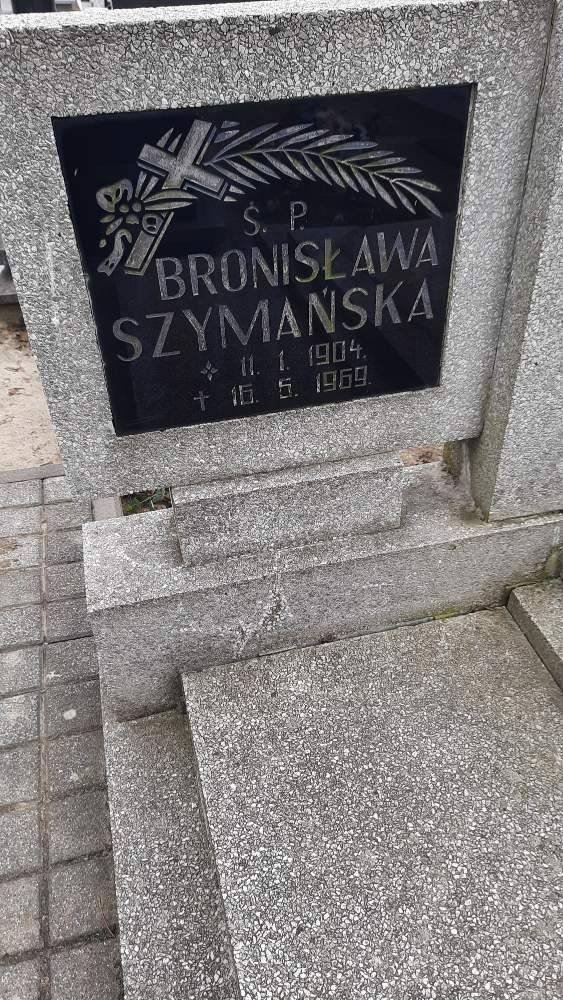 Ś. P.
BRONISŁAWA
SZYMAŃSKA
11. 1. 1904.
† 16. 5. 1969.